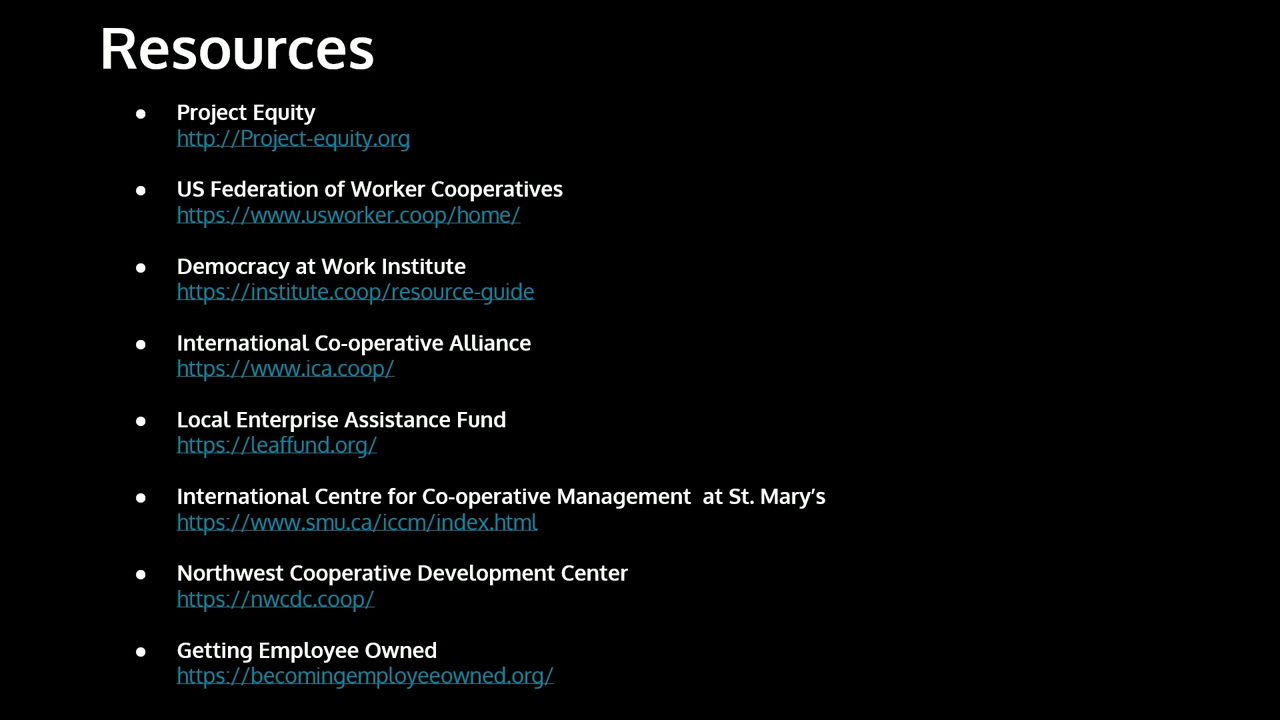 Resources
● Project Equity
http://Project-equity.org
● US Federation of Worker Cooperatives
https://www.usworker.coop/home/
● Democracy at Work Institute
https://institute.coop/resource-guide
● International Co-operative Alliance
https://www.ica.coop/
● Local Enterprise Assistance Fund
https://leaffund.org/
● International Centre for Co-operative Management  at St. Mary’s
https://www.smu.ca/iccm/index.html
● Northwest Cooperative Development Center
https://nwcdc.coop/
● Getting Employee Owned
https://becomingemployeeowned.org/